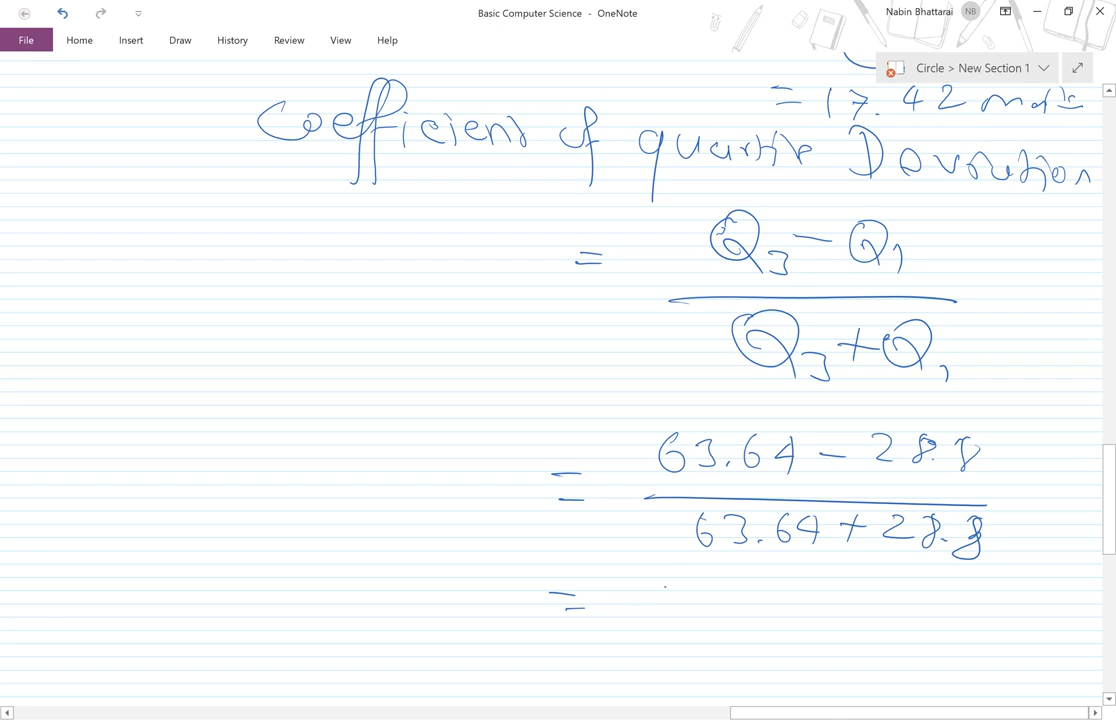 Basic Computer Science - OneNote
Nabin Bhattarai NB
File Home Insert Draw History Review View Help
Circle > New Section 1
= 17.42 marks
Coefficient of quartile Deviation
= Q3 - Q1
Q3 + Q1
= 63.64 - 28.8
63.64 + 28.8
=